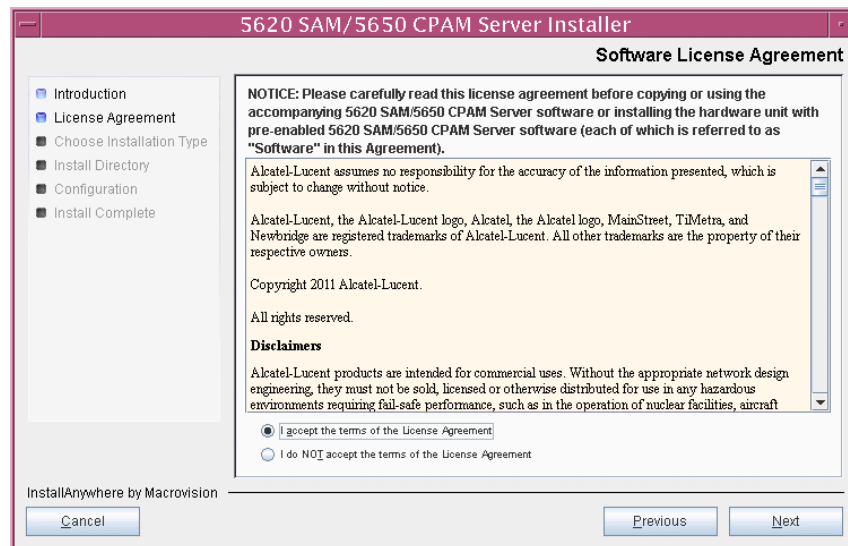 5620 SAM/5650 CPAM Server Installer
Software License Agreement
Introduction
License Agreement
Choose Installation Type
Install Directory
Configuration
Install Complete
NOTICE: Please carefully read this license agreement before copying or using the
accompanying 5620 SAM/5650 CPAM Server software or installing the hardware unit with
pre-enabled 5620 SAM/5650 CPAM Server software (each of which is referred to as
"Software" in this Agreement).
Alcatel-Lucent assumes no responsibility for the accuracy of the information presented, which is
subject to change without notice.
Alcatel-Lucent, the Alcatel-Lucent logo, Alcatel, the Alcatel logo, MainStreet, TiMetra, and
Newbridge are registered trademarks of Alcatel-Lucent. All other trademarks are the property of their
respective owners.
Copyright 2011 Alcatel-Lucent.
All rights reserved.
Disclaimers
Alcatel-Lucent products are intended for commercial uses. Without the appropriate network design
engineering, they must not be sold, licensed or otherwise distributed for use in any hazardous
environments requiring fail-safe performance, such as in the operation of nuclear facilities, aircraft
I accept the terms of the License Agreement
I do NOT accept the terms of the License Agreement
InstallAnywhere by Macrovision
Cancel
Previous
Next